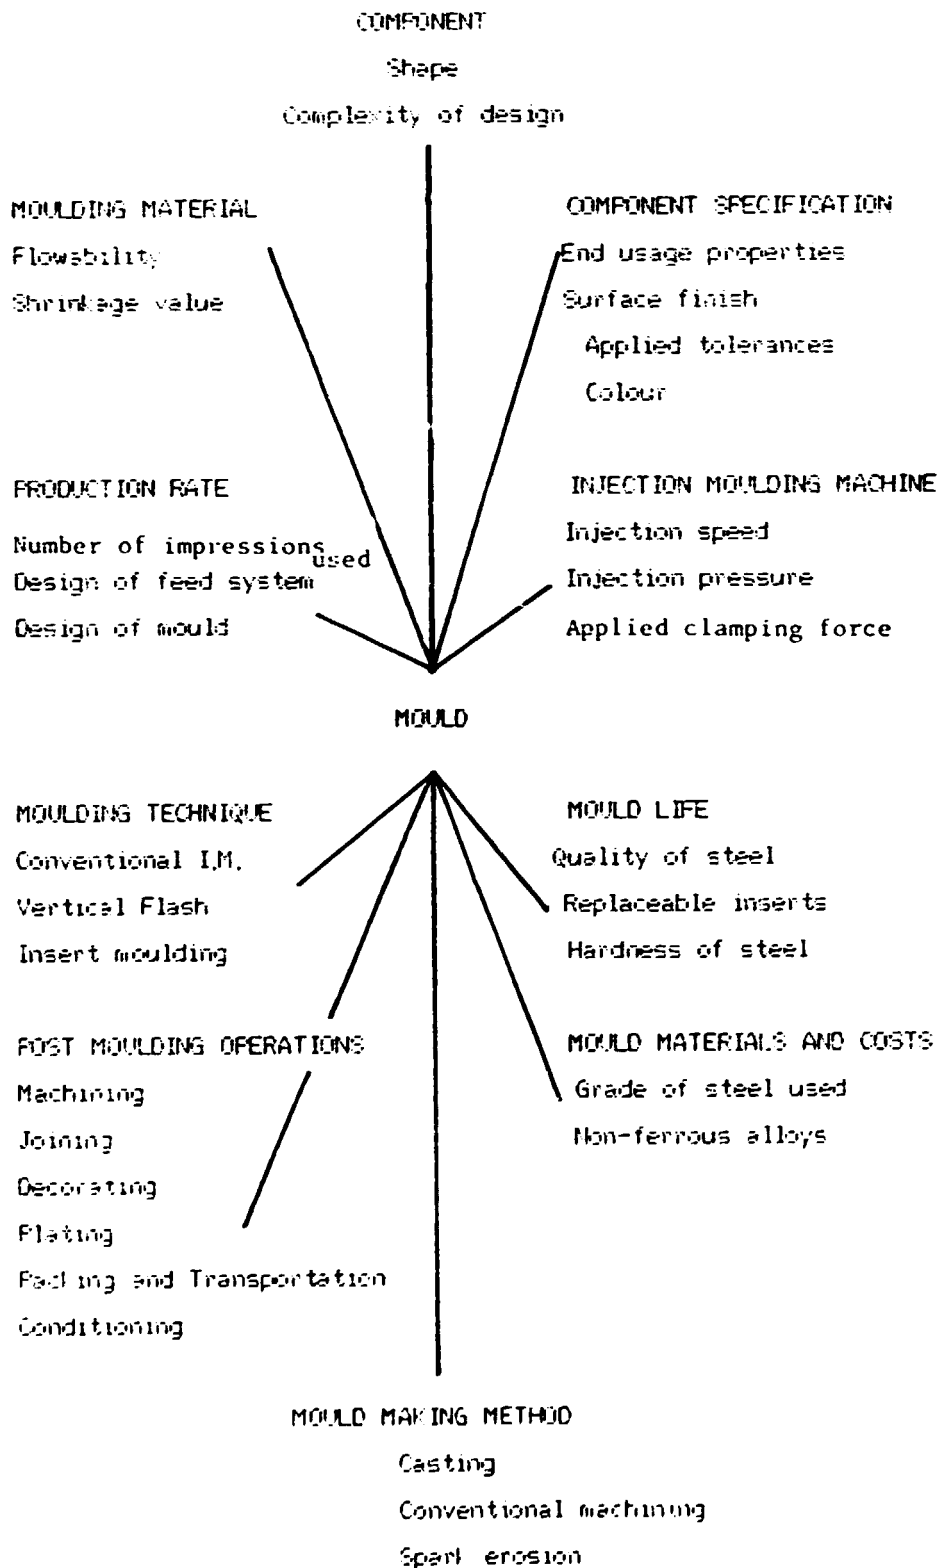 COMPONENT
Shape
Complexity of design
MOULDING MATERIAL
Flowability
Shrinkage value
COMPONENT SPECIFICATION
End usage properties
Surface finish
Applied tolerances
Colour
PRODUCTION RATE
Number of impressions used
Design of feed system
Design of mould
INJECTION MOULDING MACHINE
Injection speed
Injection pressure
Applied clamping force
MOULD
MOULDING TECHNIQUE
Conventional I.M.
Vertical Flash
Insert moulding
MOULD LIFE
Quality of steel
Replaceable inserts
Hardness of steel
POST MOULDING OPERATIONS
Machining
Joining
Decorating
Plating
Packing and Transportation
Conditioning
MOULD MATERIALS AND COSTS
Grade of steel used
Non-ferrous alloys
MOULD MAKING METHOD
Casting
Conventional machining
Spark erosion